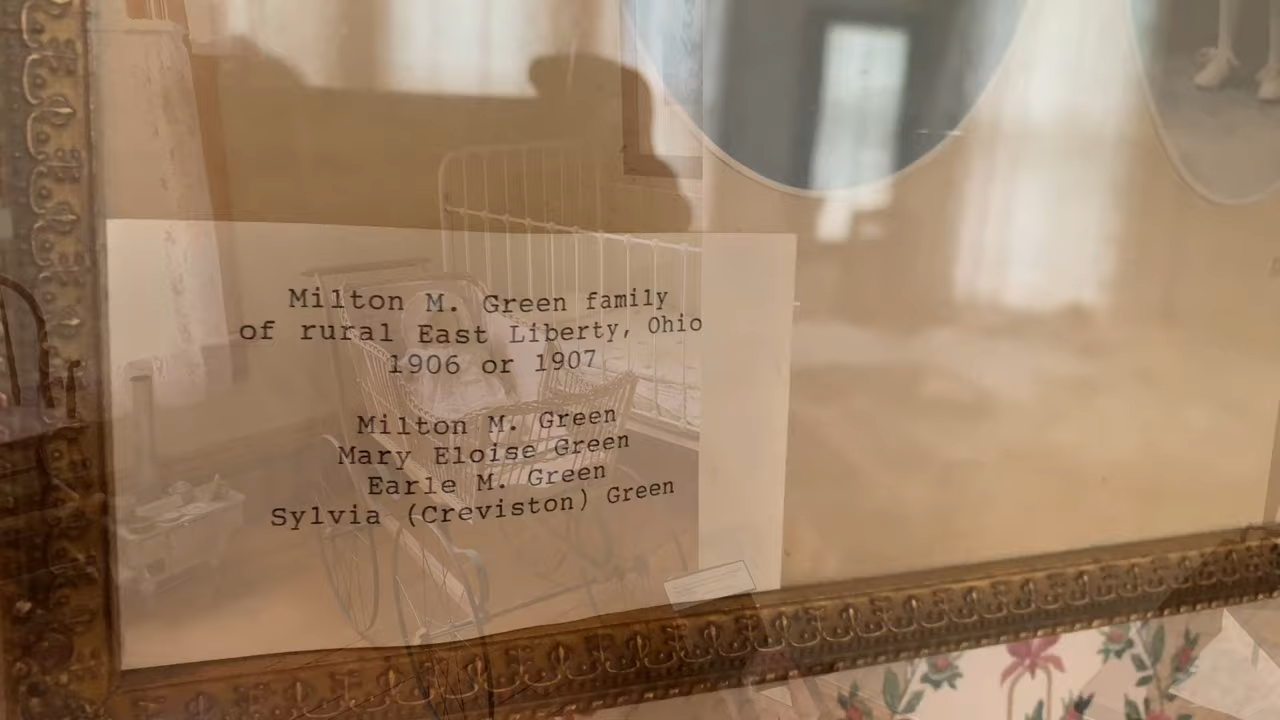 Milton M. Green family
of rural East Liberty, Ohio
1906 or 1907
Milton M. Green
Mary Eloise Green
Earle M. Green
Sylvia (Creviston) Green